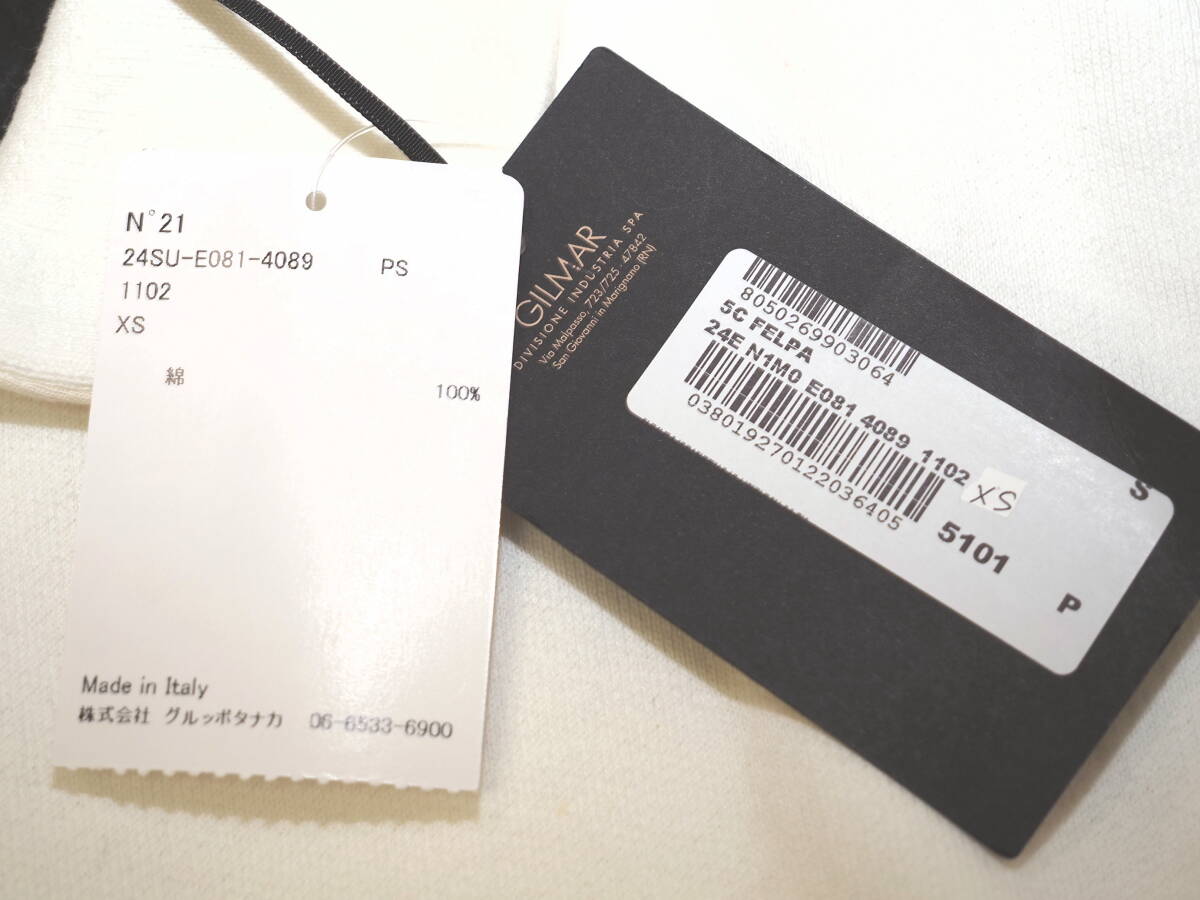 N°21
24SU-E081-4089 PS
1102
XS
綿 100%
Made in Italy
株式会社 グルッポタナカ 06-6533-6900
GILMAR
DIVISIONE INDUSTRIA SPA
Via Malpasso, 723/725 - 47842
San Giovanni in Marignano (RN)
8050269903064
5C FELPA
24E N1M0 E081 4089 1102 XS S
03801927012203640​5
5101 P